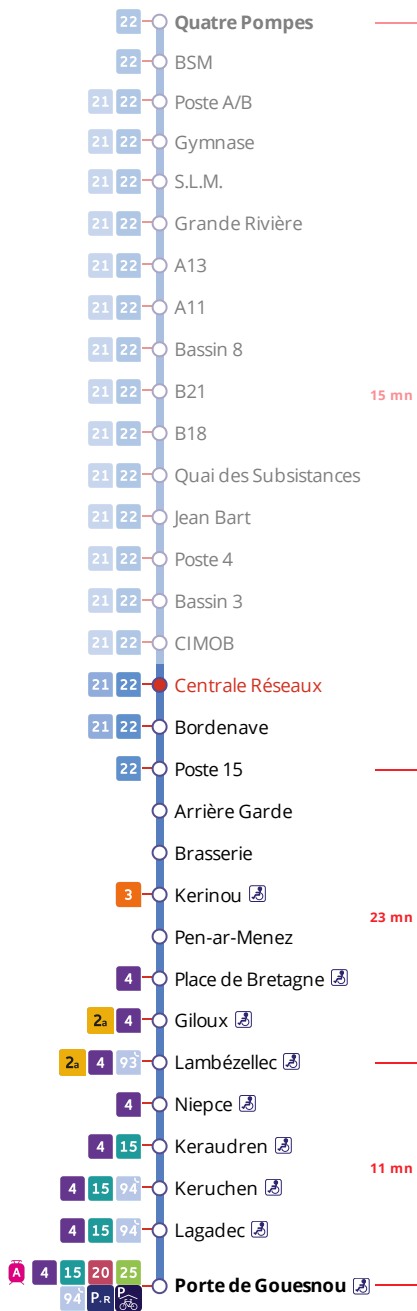 22 Quatre Pompes
22 BSM
21 22 Poste A/B
21 22 Gymnase
21 22 S.L.M.
21 22 Grande Rivière
21 22 A13
21 22 A11
21 22 Bassin 8
21 22 B21
15 mn
21 22 B18
21 22 Quai des Subsistances
21 22 Jean Bart
21 22 Poste 4
21 22 Bassin 3
21 22 CIMOB
21 22 Centrale Réseaux
21 22 Bordenave
22 Poste 15
Arrière Garde
Brasserie
3 Kerinou
23 mn
Pen-ar-Menez
4 Place de Bretagne
2a 4 Giloux
2a 4 93 Lambézellec
4 Niepce
4 15 Keraudren
11 mn
4 15 94 Keruchen
4 15 94 Lagadec
A 4 15 20 25
94 P.R P Porte de Gouesnou